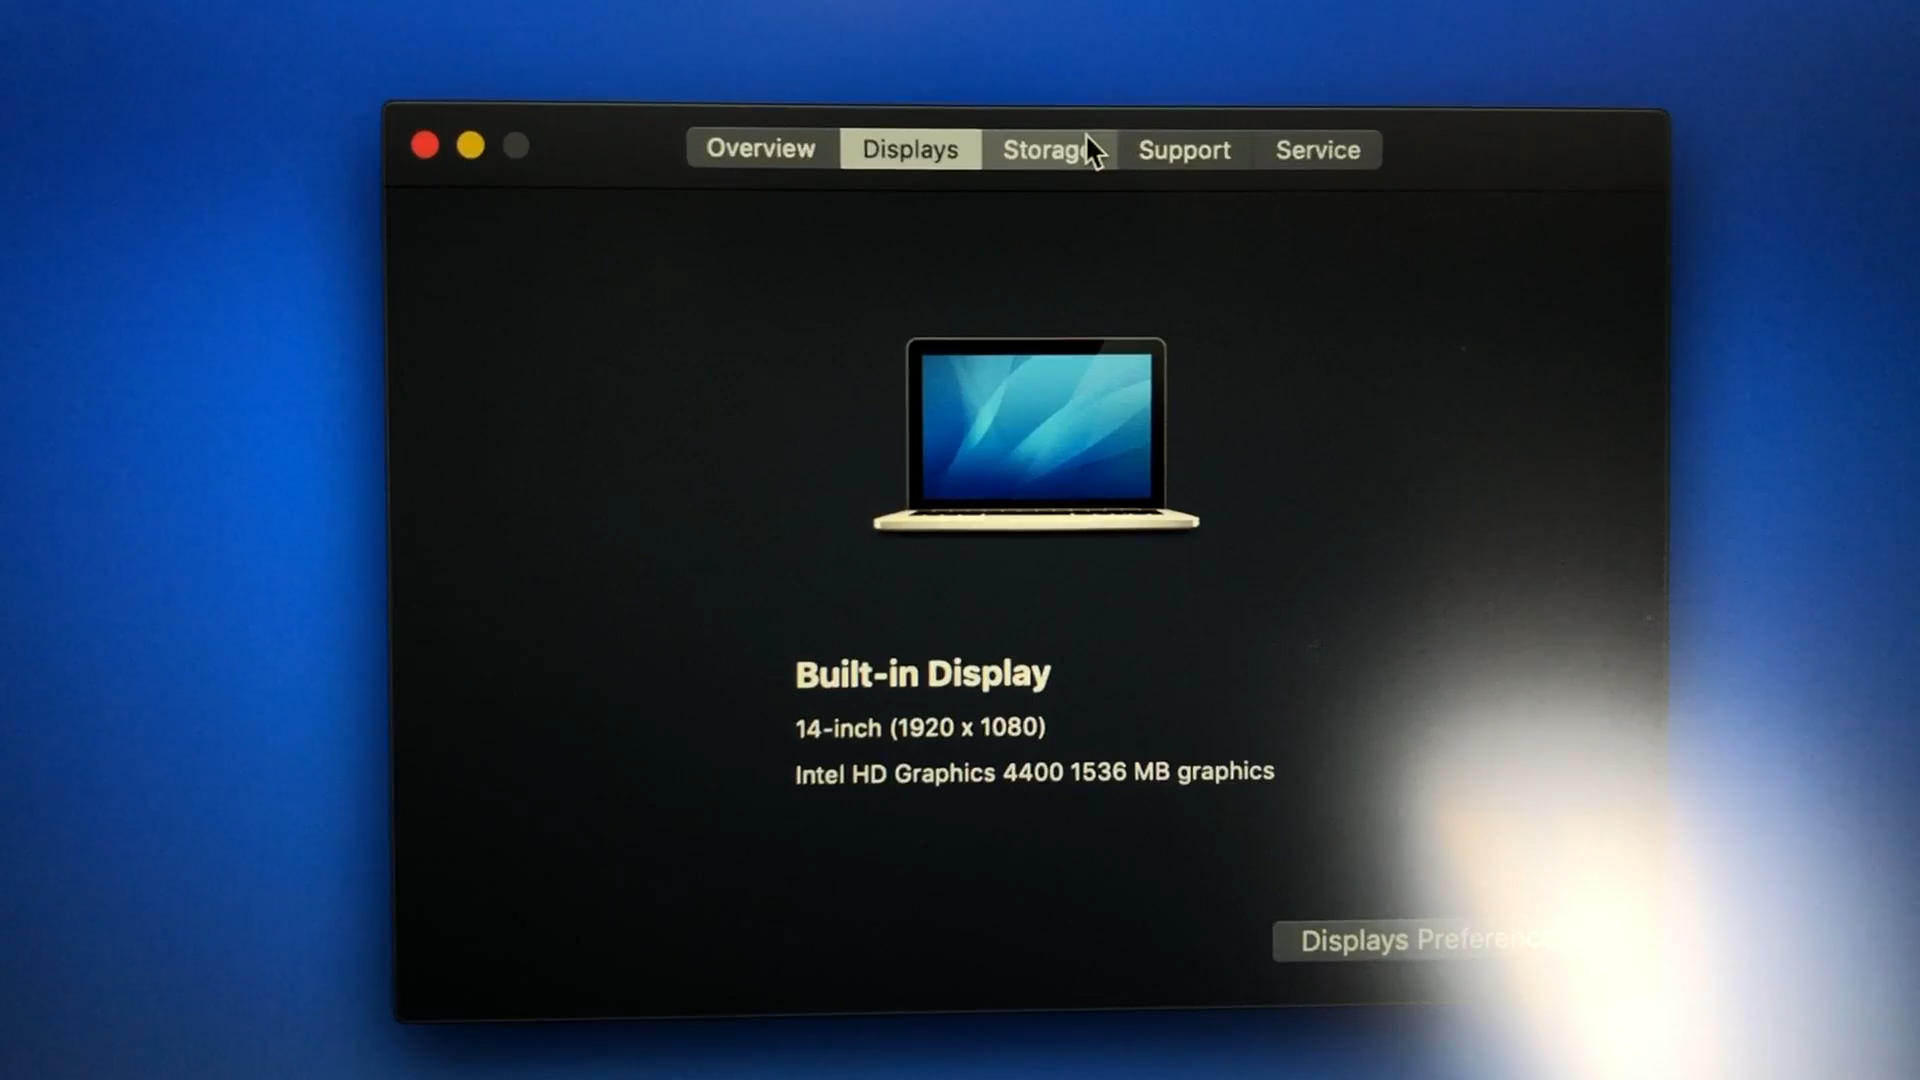 Overview Displays Storage Support Service
Built-in Display
14-inch (1920 x 1080)
Intel HD Graphics 4400 1536 MB graphics
Displays